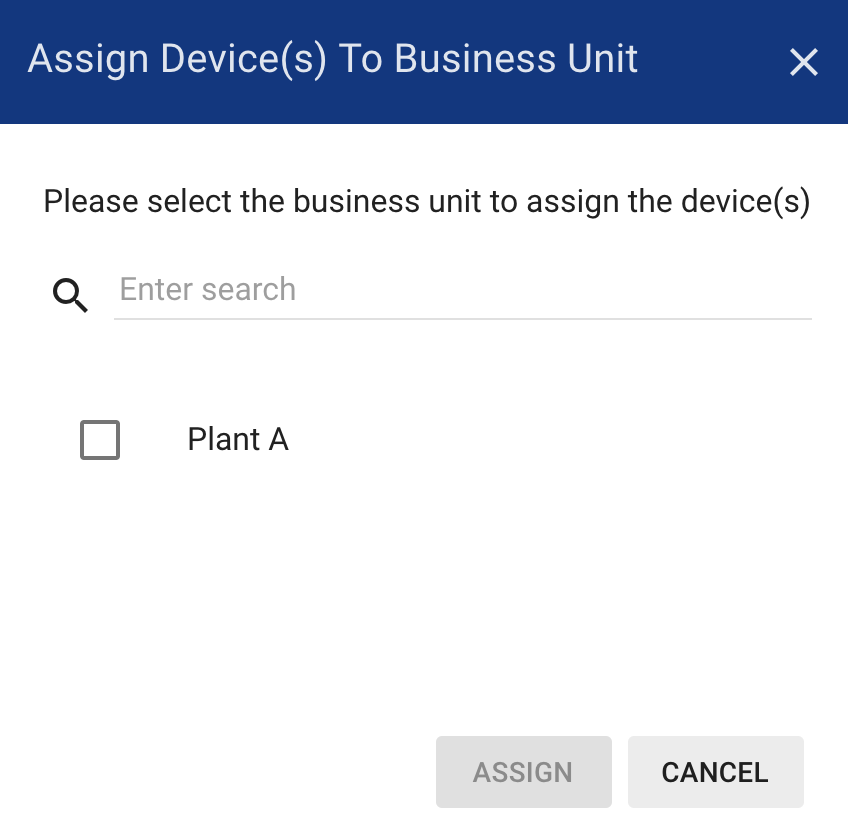 Assign Device(s) To Business Unit
Please select the business unit to assign the device(s)
Enter search
Plant A
ASSIGN
CANCEL